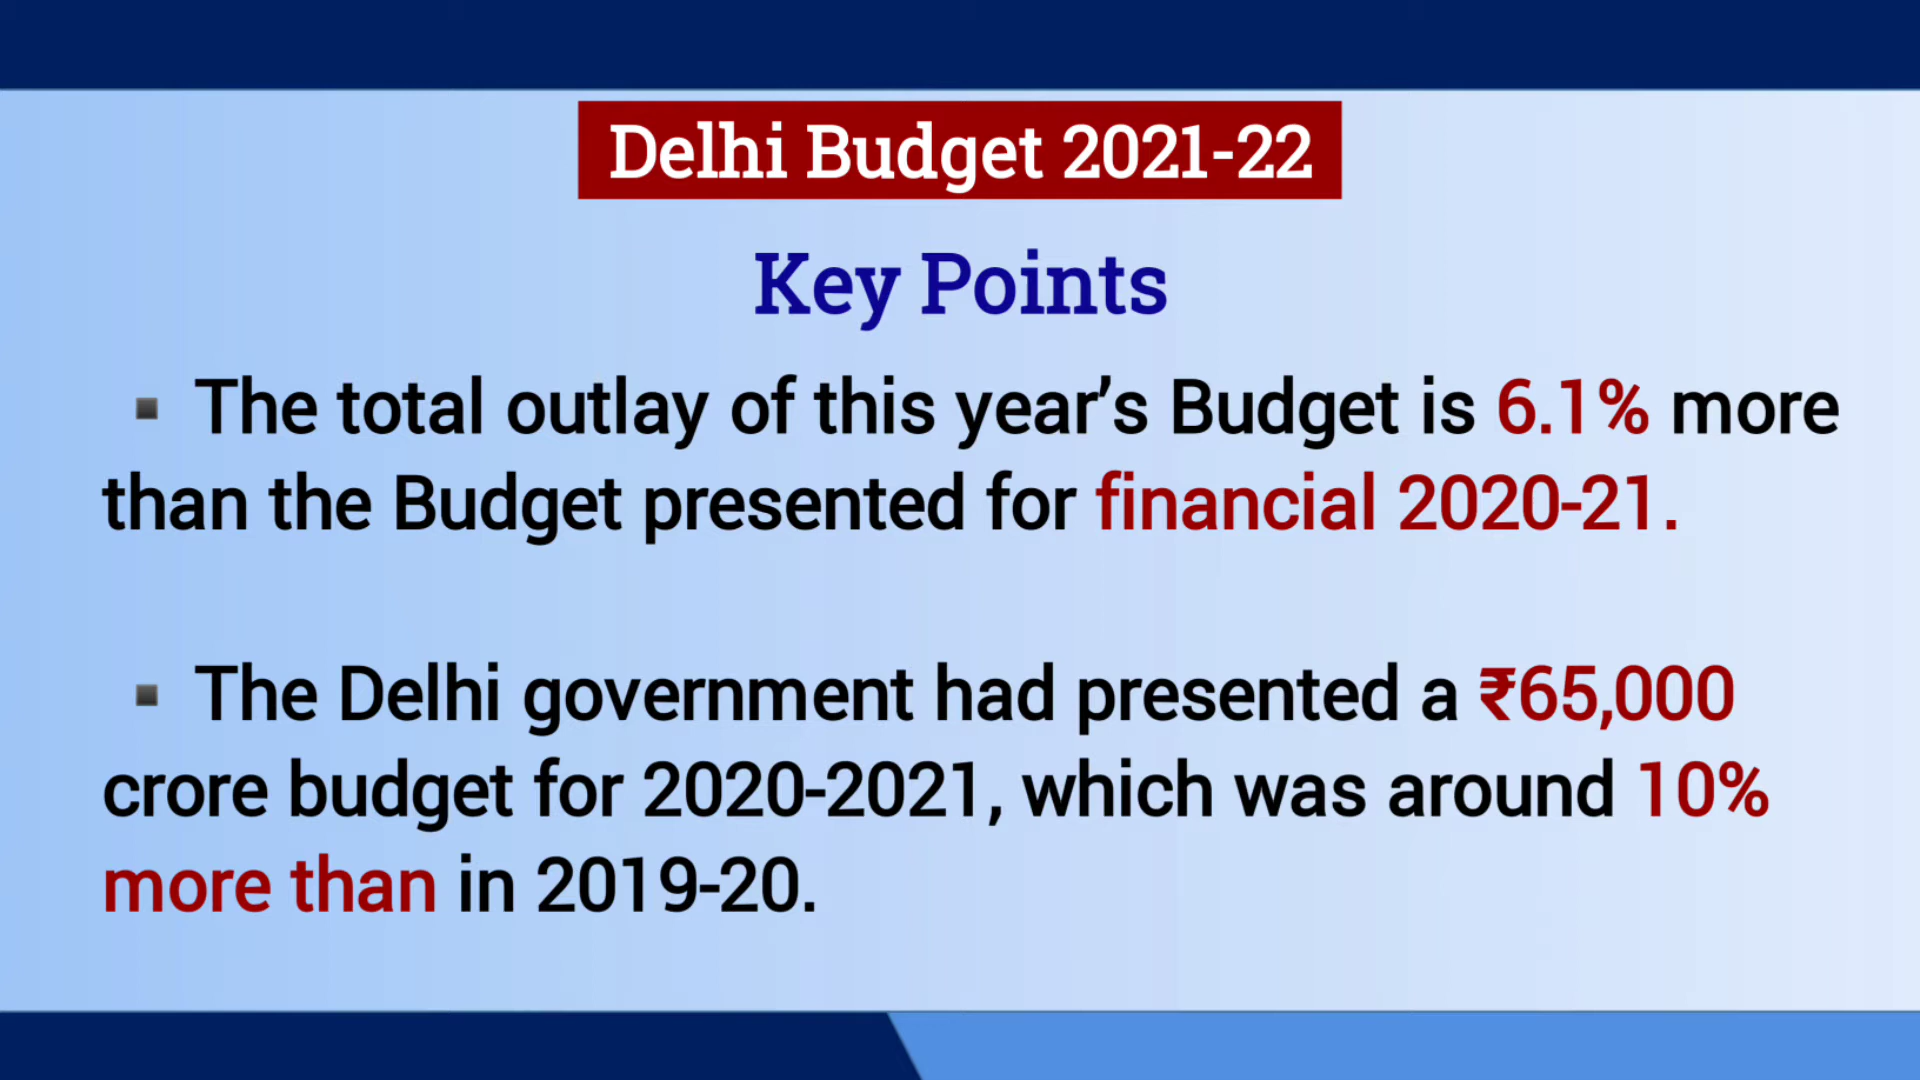 Delhi Budget 2021-22
Key Points
▪ The total outlay of this year’s Budget is 6.1% more
than the Budget presented for financial 2020-21.
▪ The Delhi government had presented a ₹65,000
crore budget for 2020-2021, which was around 10%
more than in 2019-20.